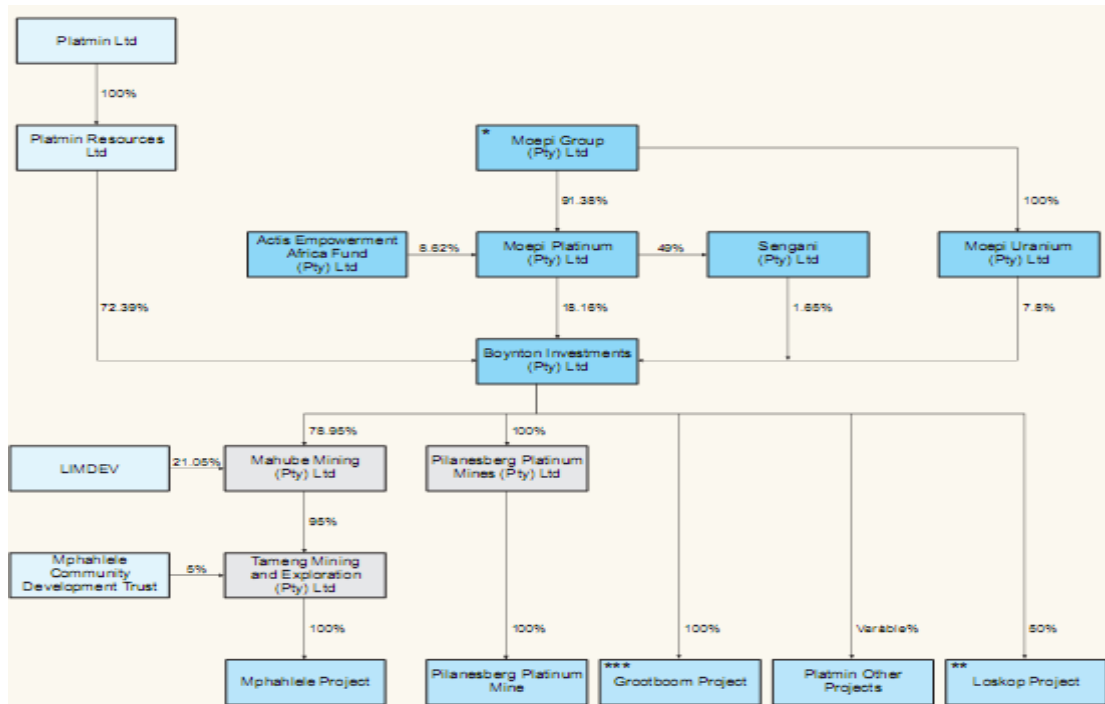 Platmin Ltd
100%
Platmin Resources
Ltd
*
Moepi Group
(Pty) Ltd
91.38%
100%
Actis Empowerment
Africa Fund
(Pty) Ltd
8.62%
Moepi Platinum
(Pty) Ltd
49%
Sengani
(Pty) Ltd
Moepi Uranium
(Pty) Ltd
72.39%
18.16%
1.65%
7.8%
Boynton Investments
(Pty) Ltd
78.95%
100%
LIMDEV
21.05%
Mahube Mining
(Pty) Ltd
Pilanesberg Platinum
Mines (Pty) Ltd
95%
Mphahlele
Community
Development Trust
5%
Tameng Mining
and Exploration
(Pty) Ltd
100%
100%
100%
Variable%
50%
Mphahlele Project
Pilanesberg Platinum
Mine
***
Grootboom Project
Platmin Other
Projects
**
Loskop Project